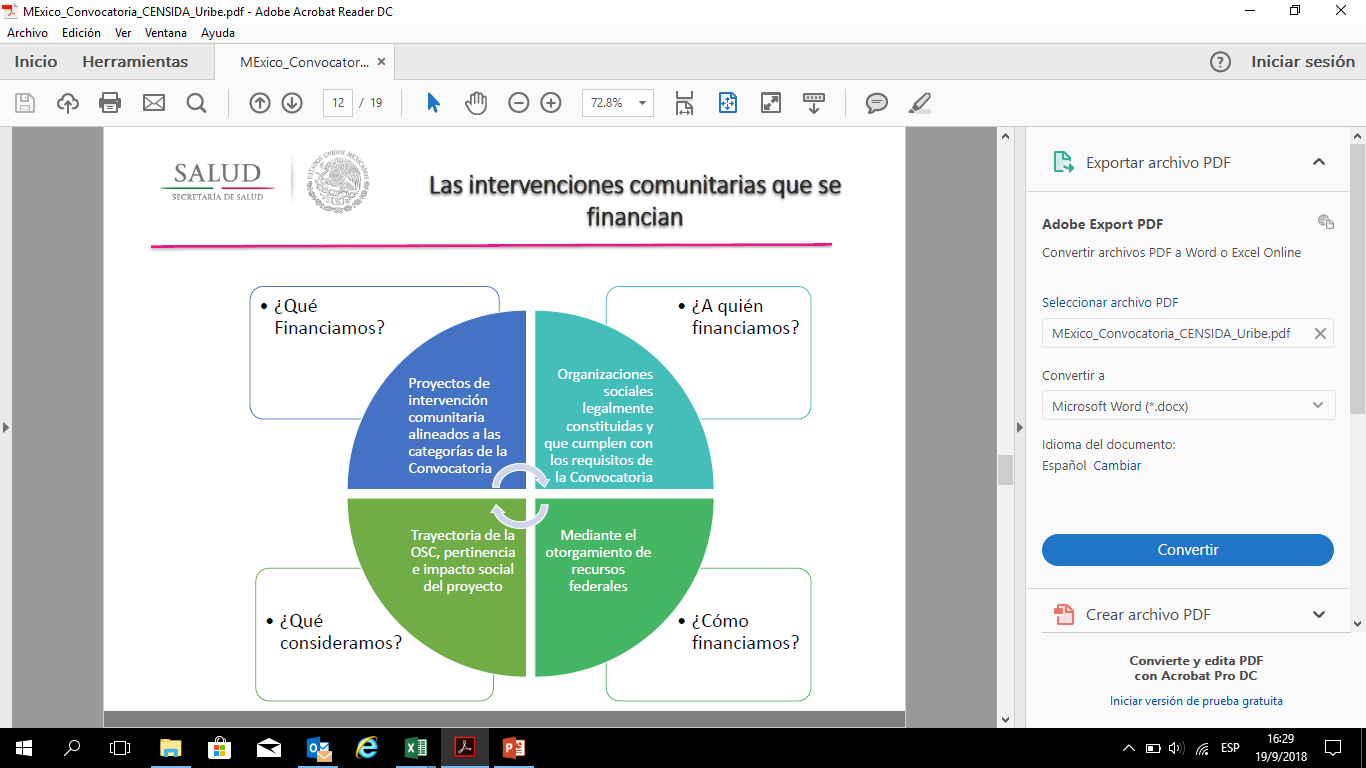 MExico_Convocatoria_CENSIDA_Uribe.pdf - Adobe Acrobat Reader DC
Archivo Edición Ver Ventana Ayuda
Inicio Herramientas MExico_Convocator... × Iniciar sesión
12 / 19 72.8%
SALUD
SECRETARÍA DE SALUD
ESTADOS UNIDOS MEXICANOS
Las intervenciones comunitarias que se
financian
• ¿Qué
Financiamos?
• ¿A quién
financiamos?
Proyectos de
intervención
comunitaria
alineados a las
categorías de la
Convocatoria
Organizaciones
sociales
legalmente
constituidas y
que cumplen con
los requisitos de
la Convocatoria
Trayectoria de la
OSC, pertinencia
e impacto social
del proyecto
Mediante el
otorgamiento de
recursos
federales
• ¿Qué
consideramos?
• ¿Cómo
financiamos?
Exportar archivo PDF
Adobe Export PDF
Convertir archivos PDF a Word o Excel Online
Seleccionar archivo PDF
MExico_Convocatoria_CENSIDA_Uribe.pdf
Convertir a
Microsoft Word (*.docx)
Idioma del documento:
Español Cambiar
Convertir
Crear archivo PDF
Convierte y edita PDF
con Acrobat Pro DC
Iniciar versión de prueba gratuita
ESP
16:29
19/9/2018